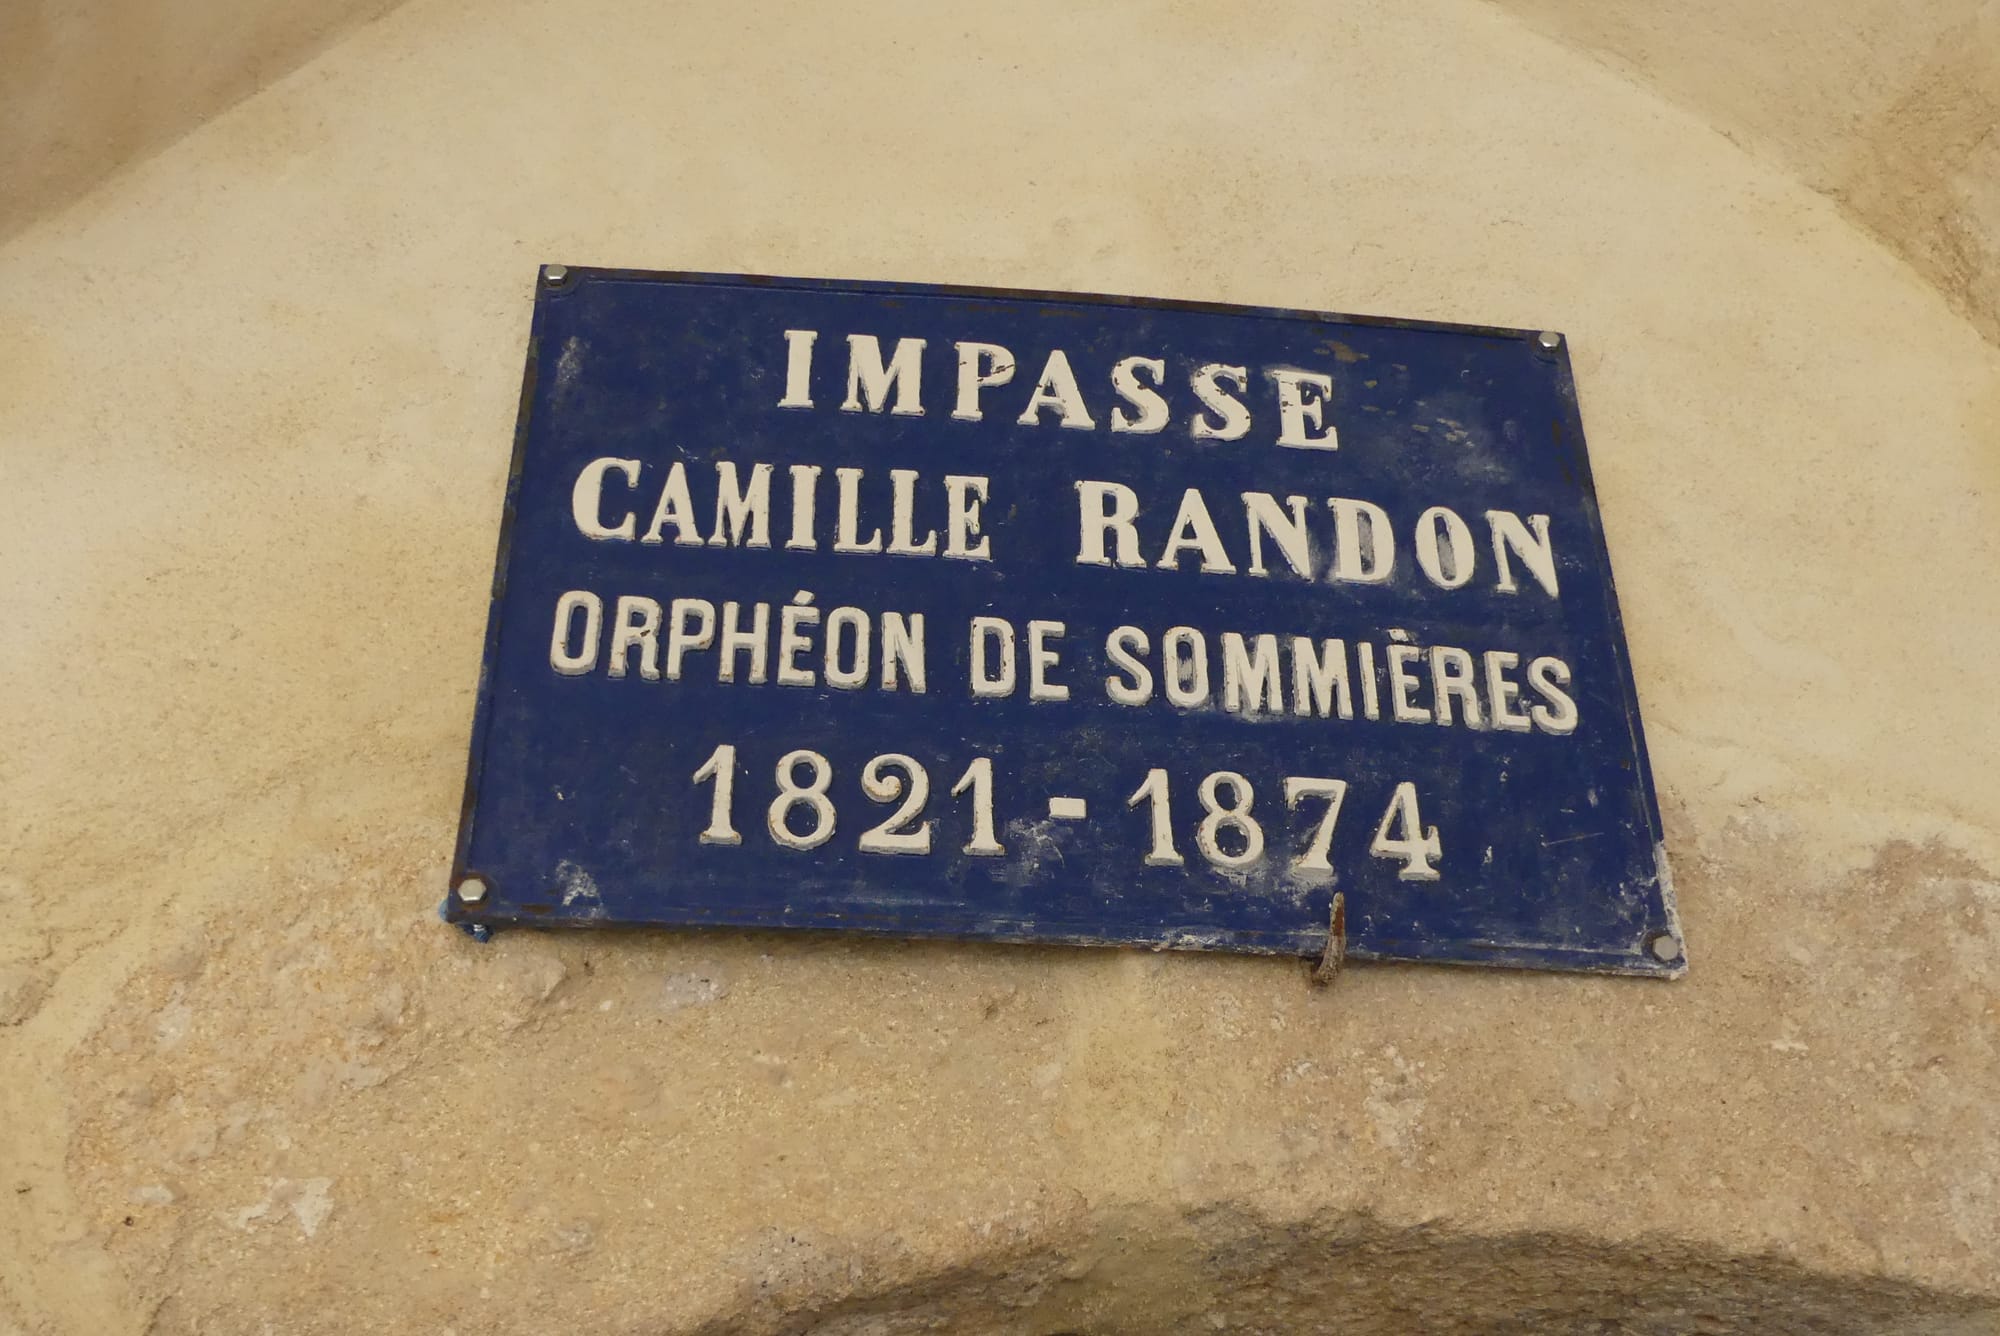 IMPASSE
CAMILLE RANDON
ORPHÉON DE SOMMIÈRES
1821-1874